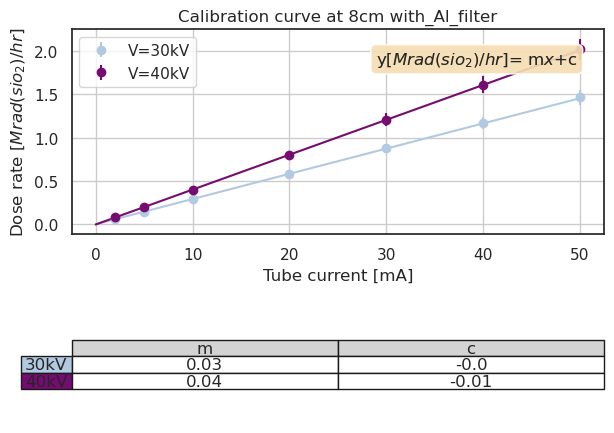 Calibration curve at 8cm with_Al_filter
Dose rate [Mrad(sio₂)/hr]
2.0
1.5
1.0
0.5
0.0
V=30kV
V=40kV
y[Mrad(sio₂)/hr]= mx+c
0 10 20 30 40 50
Tube current [mA]
m c
30kV 0.03 -0.0
40kV 0.04 -0.01